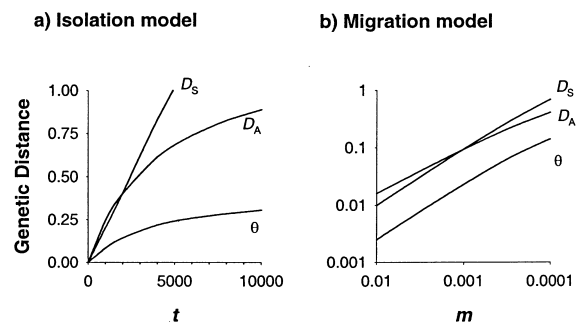 a) Isolation model
b) Migration model
Genetic Distance
1.00
0.75
0.50
0.25
0.00
0
5000
10000
t
DS
DA
θ
1
0.1
0.01
0.001
0.01
0.001
0.0001
m
DS
DA
θ